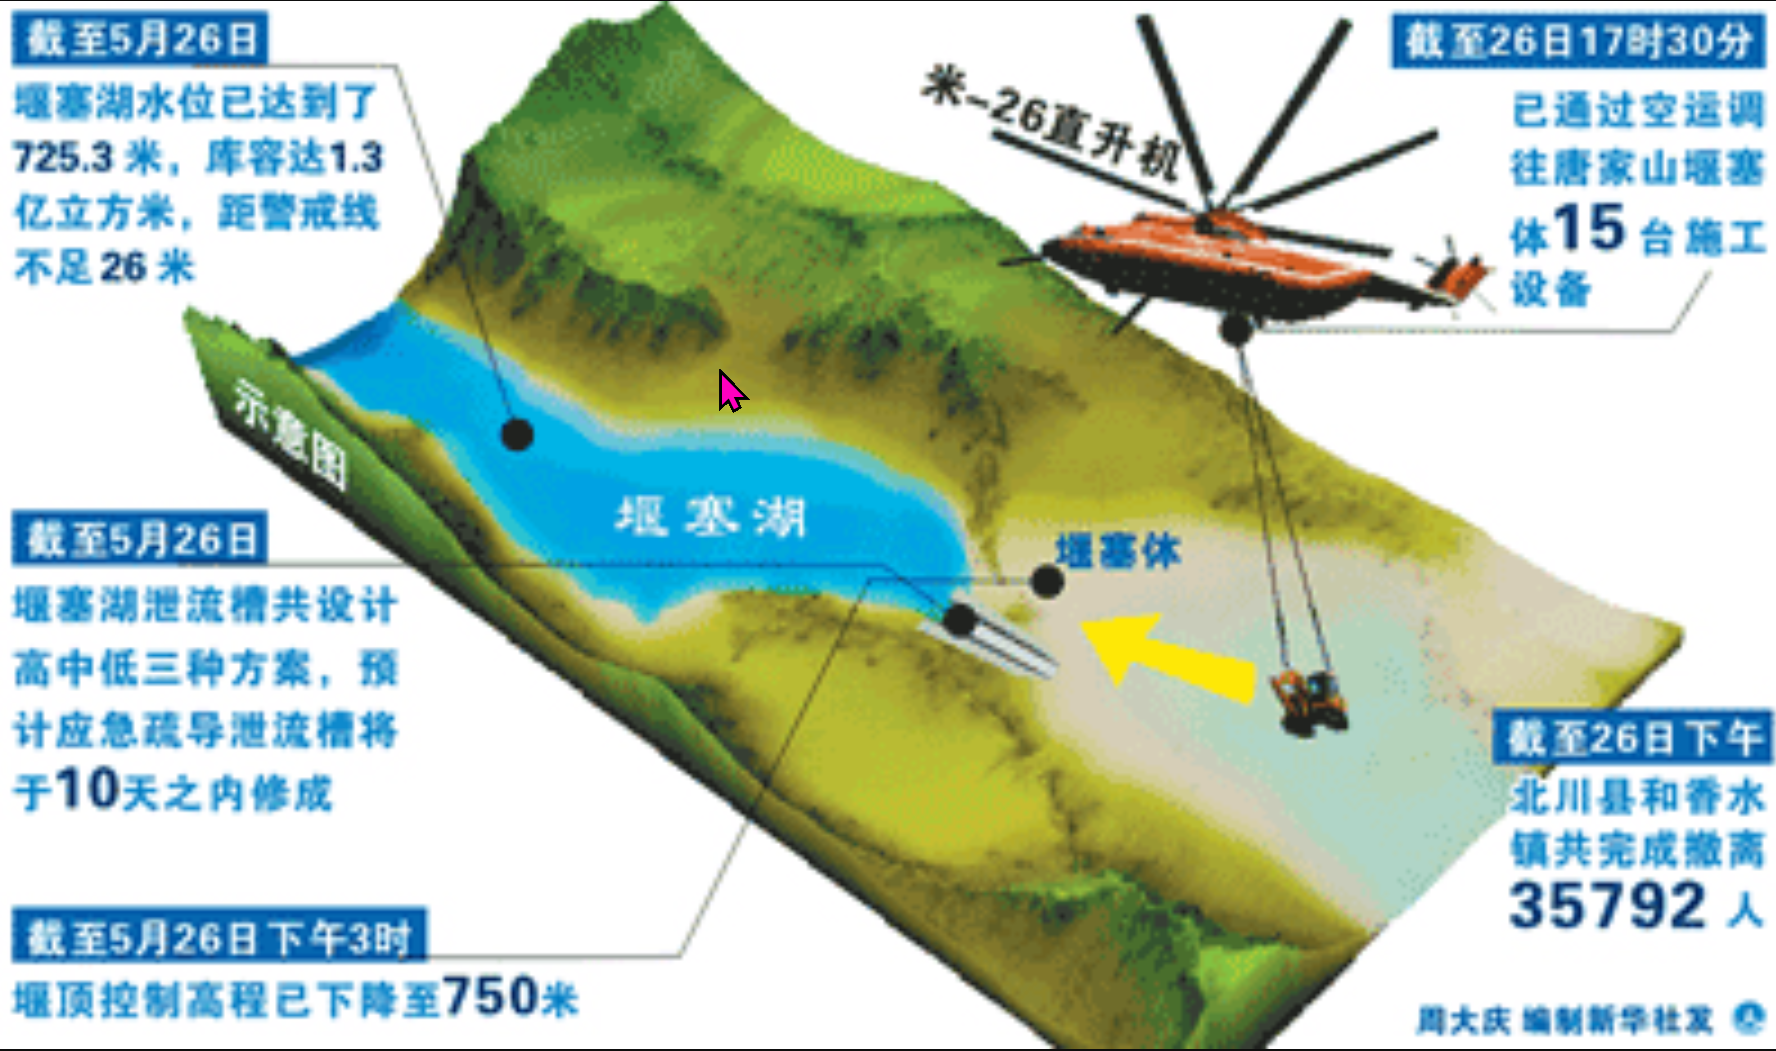 截至5月26日
堰塞湖水位已达到了
725.3 米，库容达1.3
亿立方米，距警戒线
不足26 米
米-26直升机
截至26日17时30分
已通过空运调
往唐家山堰塞
体15台施工
设备
示意图
堰塞湖
堰塞体
截至5月26日
堰塞湖泄流槽共设计
高中低三种方案，预
计应急疏导泄流槽将
于10天之内修成
截至26日下午
北川县和香水
镇共完成撤离
35792 人
截至5月26日下午3时
堰顶控制高程已下降至750米
周大庆 编制新华社发